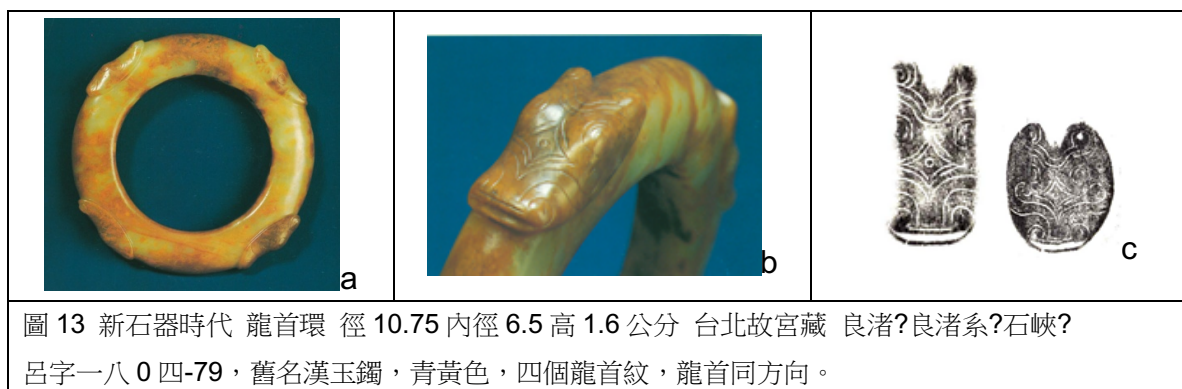 a
b
c
圖 13 新石器時代 龍首環 徑 10.75 內徑 6.5 高 1.6 公分 台北故宮藏 良渚?良渚系?石峽?
呂字一八 0 四-79，舊名漢玉鐲，青黃色，四個龍首紋，龍首同方向。